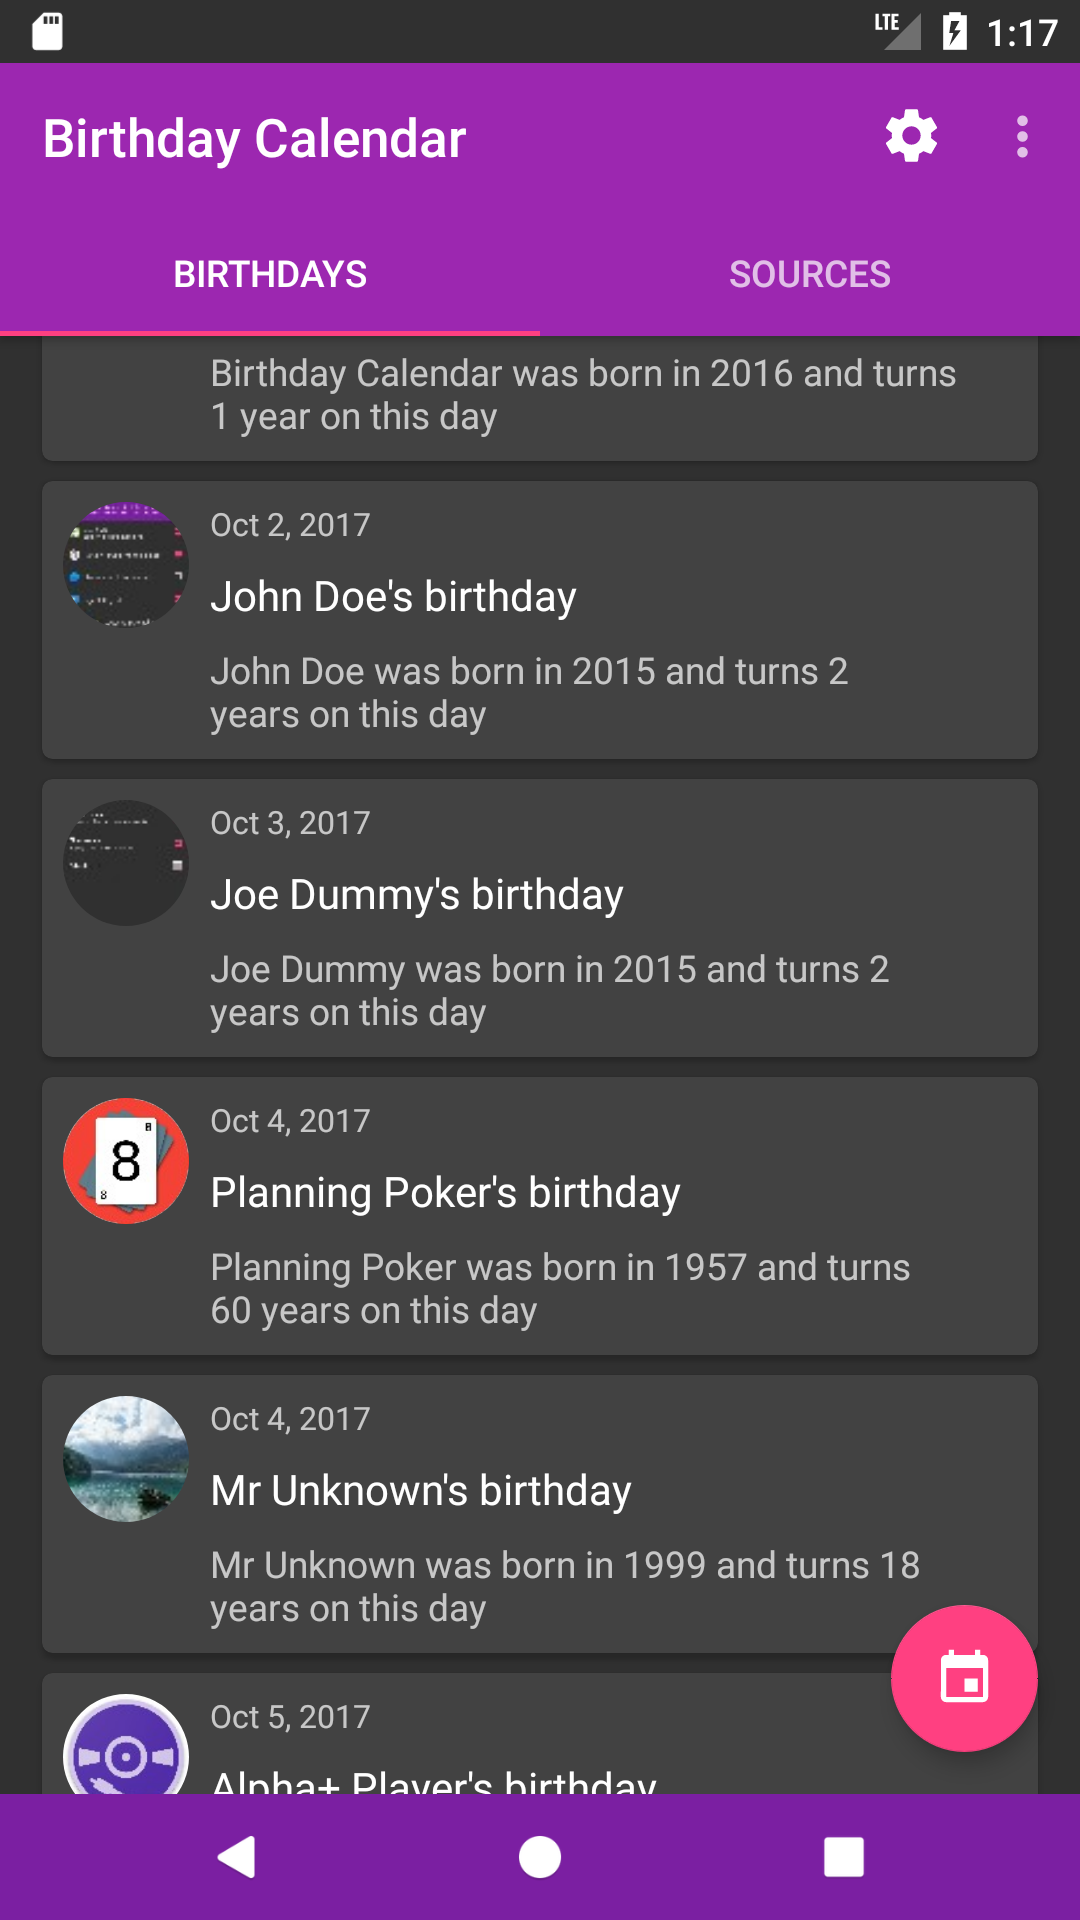 LTE 1:17
Birthday Calendar
BIRTHDAYS SOURCES
Birthday Calendar was born in 2016 and turns
1 year on this day
Oct 2, 2017
John Doe's birthday
John Doe was born in 2015 and turns 2
years on this day
Oct 3, 2017
Joe Dummy's birthday
Joe Dummy was born in 2015 and turns 2
years on this day
8
Oct 4, 2017
Planning Poker's birthday
Planning Poker was born in 1957 and turns
60 years on this day
Oct 4, 2017
Mr Unknown's birthday
Mr Unknown was born in 1999 and turns 18
years on this day
Oct 5, 2017
Alpha+ Player's birthday